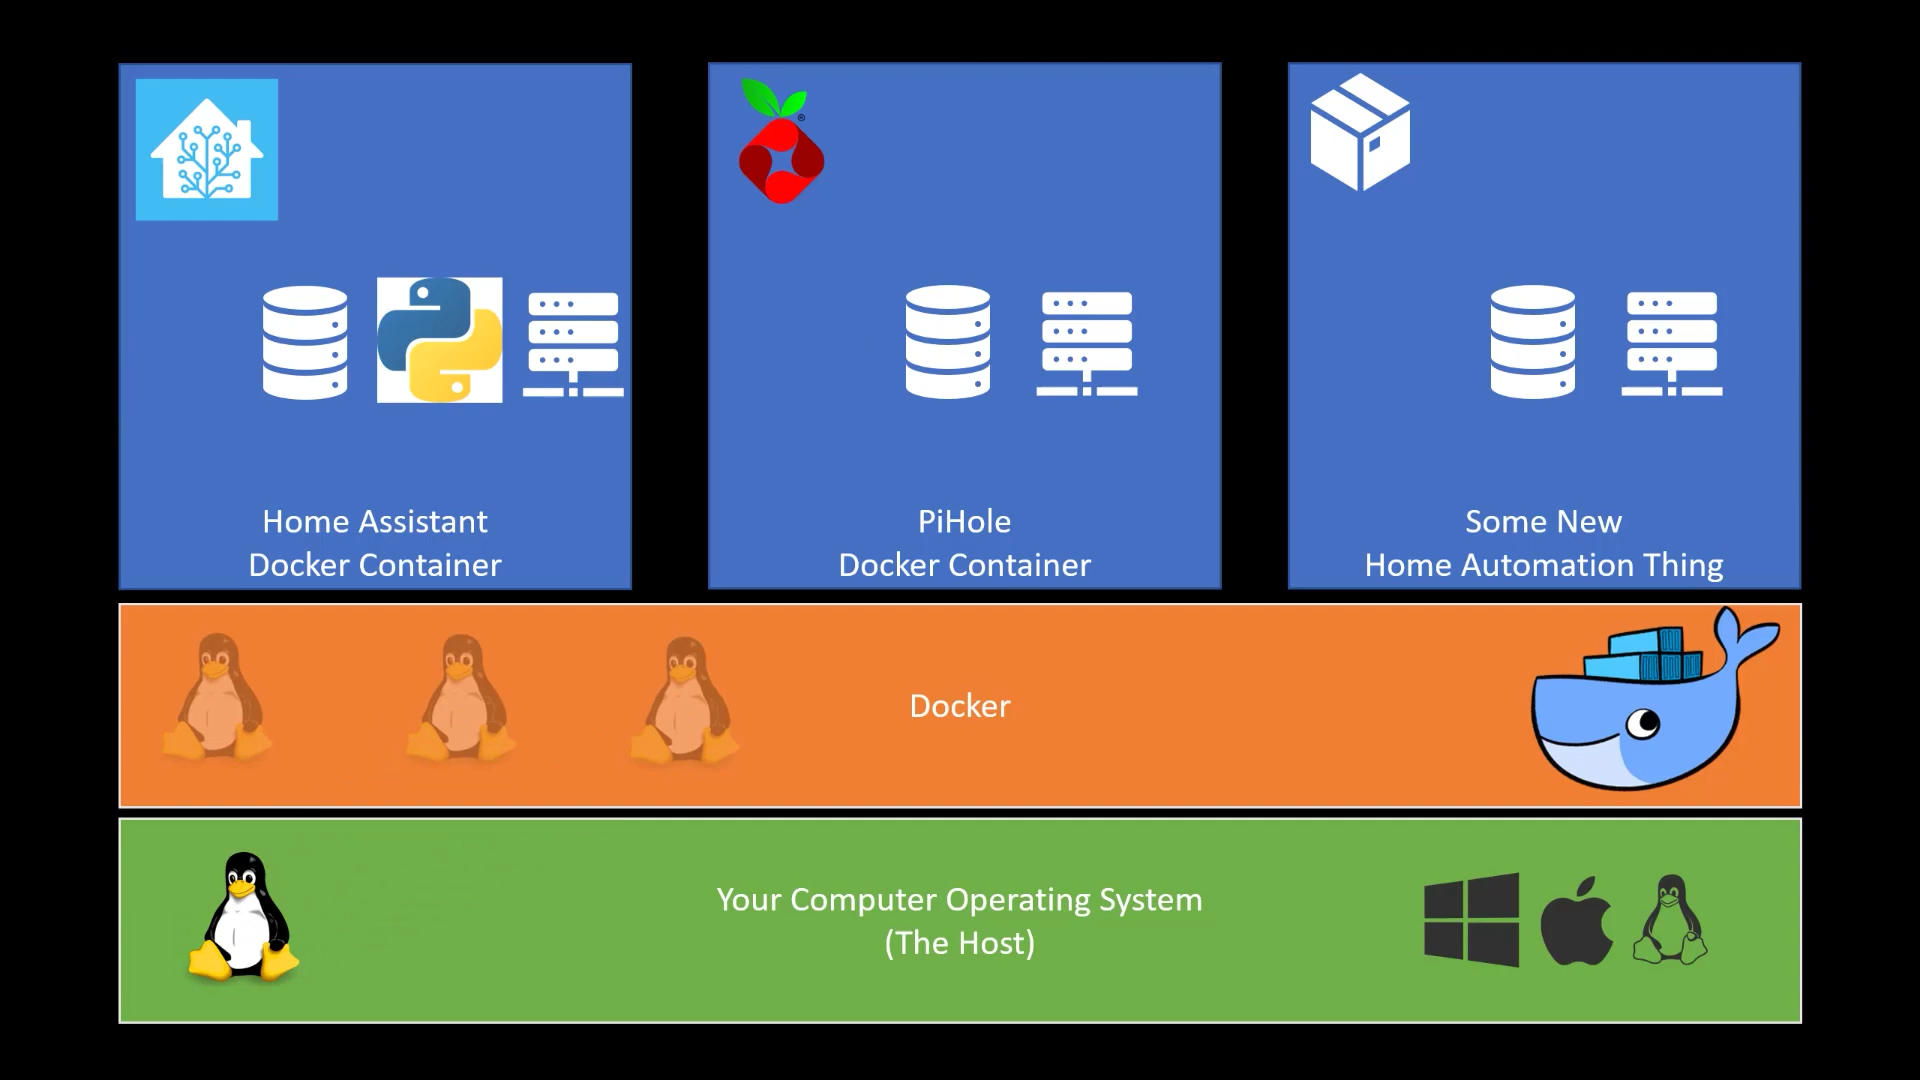 Home Assistant
Docker Container
PiHole
Docker Container
Some New
Home Automation Thing
Docker
Your Computer Operating System
(The Host)